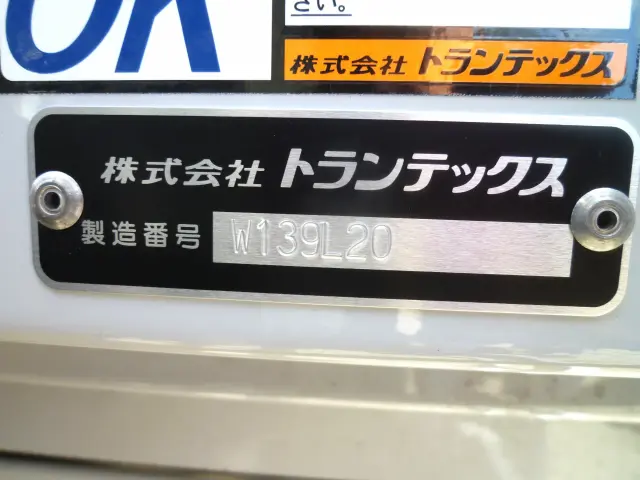 OK
さい。
株式会社 トランテックス
株式会社 トランテックス
製造番号 W139L20